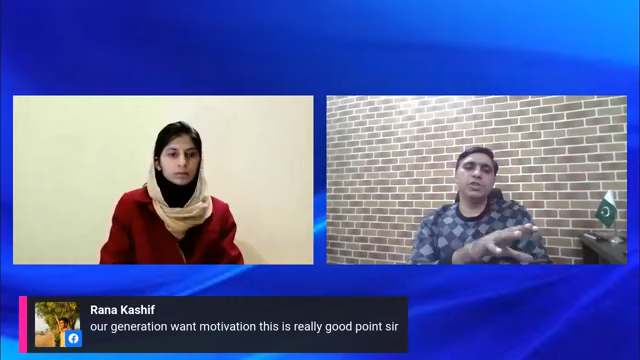 Rana Kashif
our generation want motivation this is really good point sir